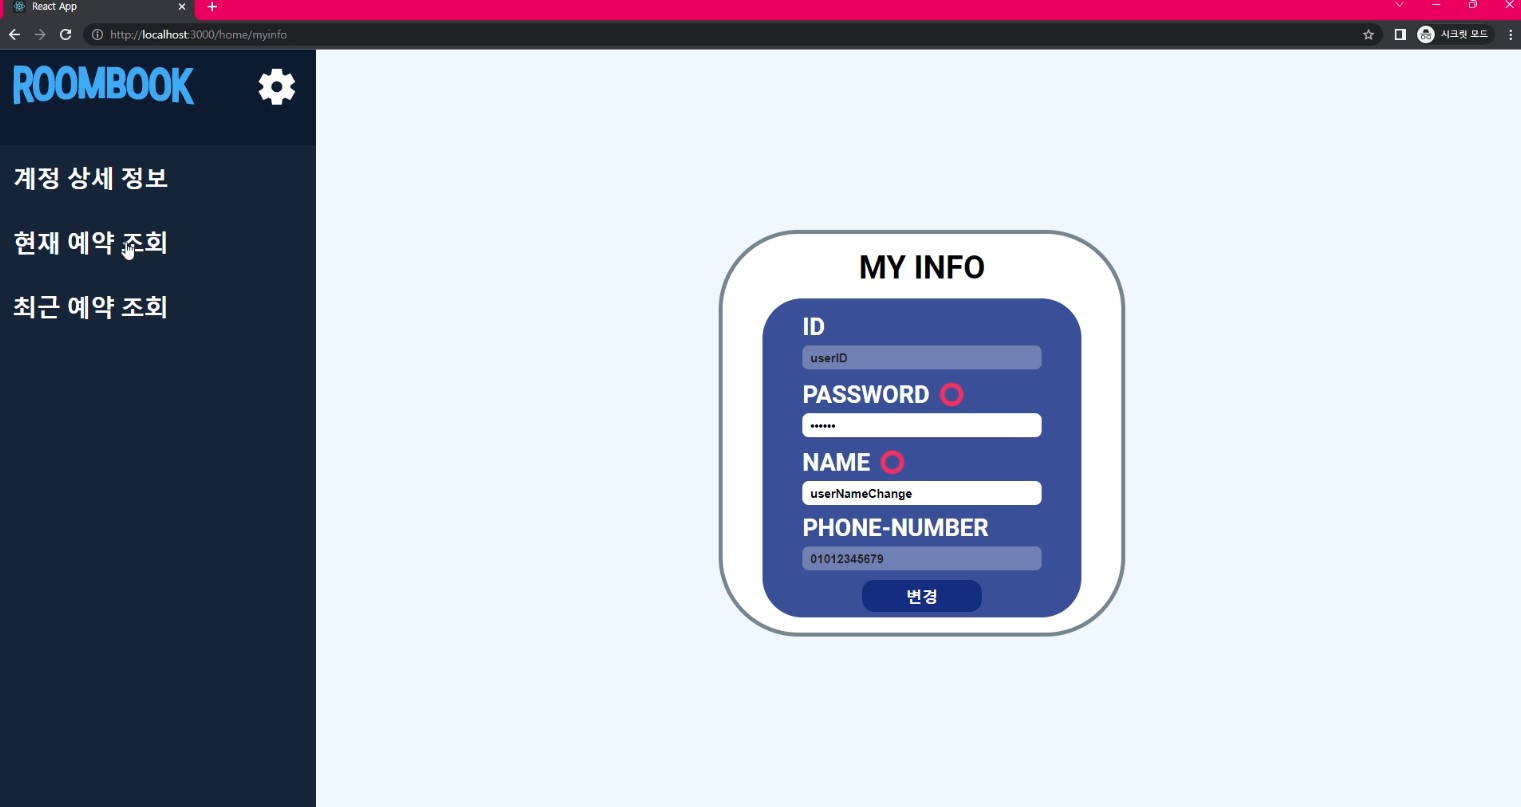 React App
http://localhost:3000/home/myinfo
시크릿 모드
ROOMBOOK
계정 상세 정보
현재 예약 조회
최근 예약 조회
MY INFO
ID
userID
PASSWORD
••••••
NAME
userNameChange
PHONE-NUMBER
01012345679
변경